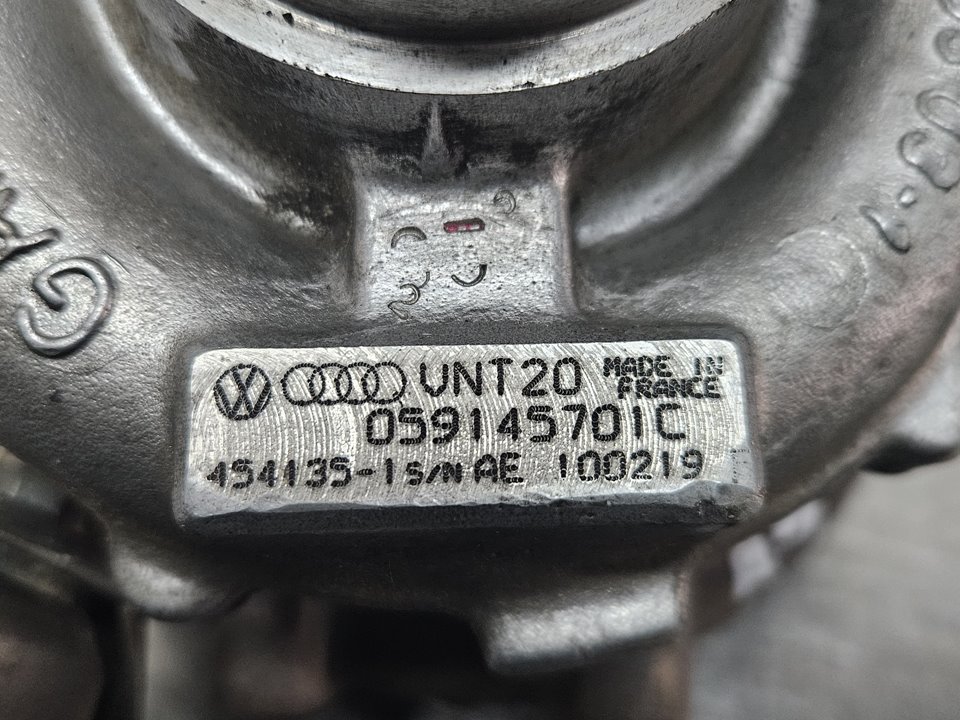 VNT20 MADE IN FRANCE
059145701C
454135-1 s/n AE 100219